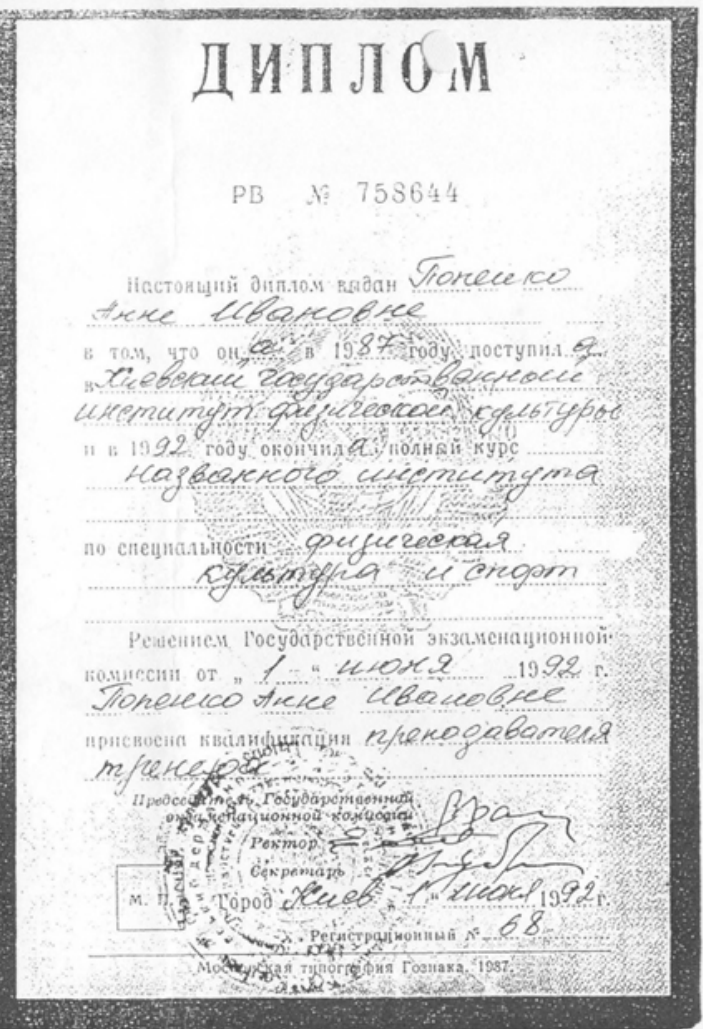 ДИПЛОМ
РВ № 758644
Настоящий диплом выдан Попенко
Анне Ивановне
в том, что она в 1987 году поступила
в Киевский государственный
институт физической культуры
и в 1992 году окончила полный курс
названного института
по специальности физическая
культура и спорт
Решением Государственной экзаменационной
комиссии от „1“ июня 1992 г.
Попенко Анне Ивановне
присвоена квалификация преподавателя
тренера
Председатель Государственной
экзаменационной комиссии
Ректор
Секретарь
М. П. Город Киев 1 “ июня 1992 г.
Регистрационный № 68
Московская типография Гознака. 1987.